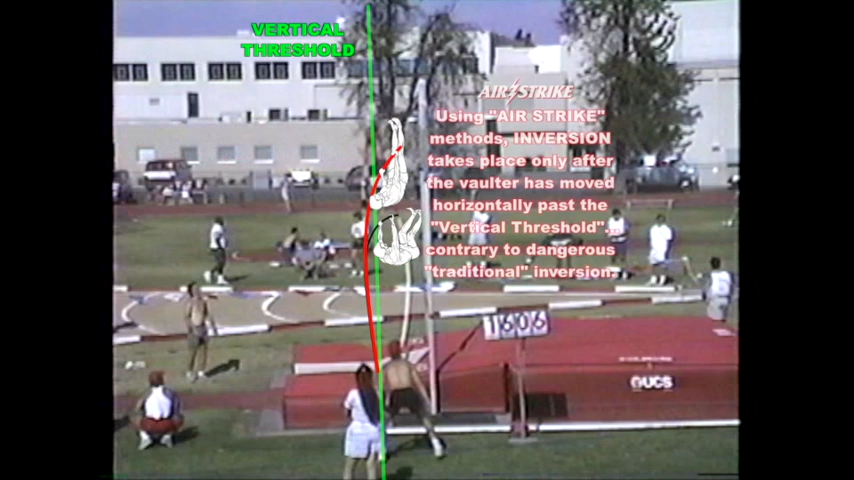 VERTICAL
THRESHOLD
AIR STRIKE
Using "AIR STRIKE"
methods, INVERSION
takes place only after
the vaulter has moved
horizontally past the
"Vertical Threshold"...
contrary to dangerous
"traditional" inversion.
1606
UCS